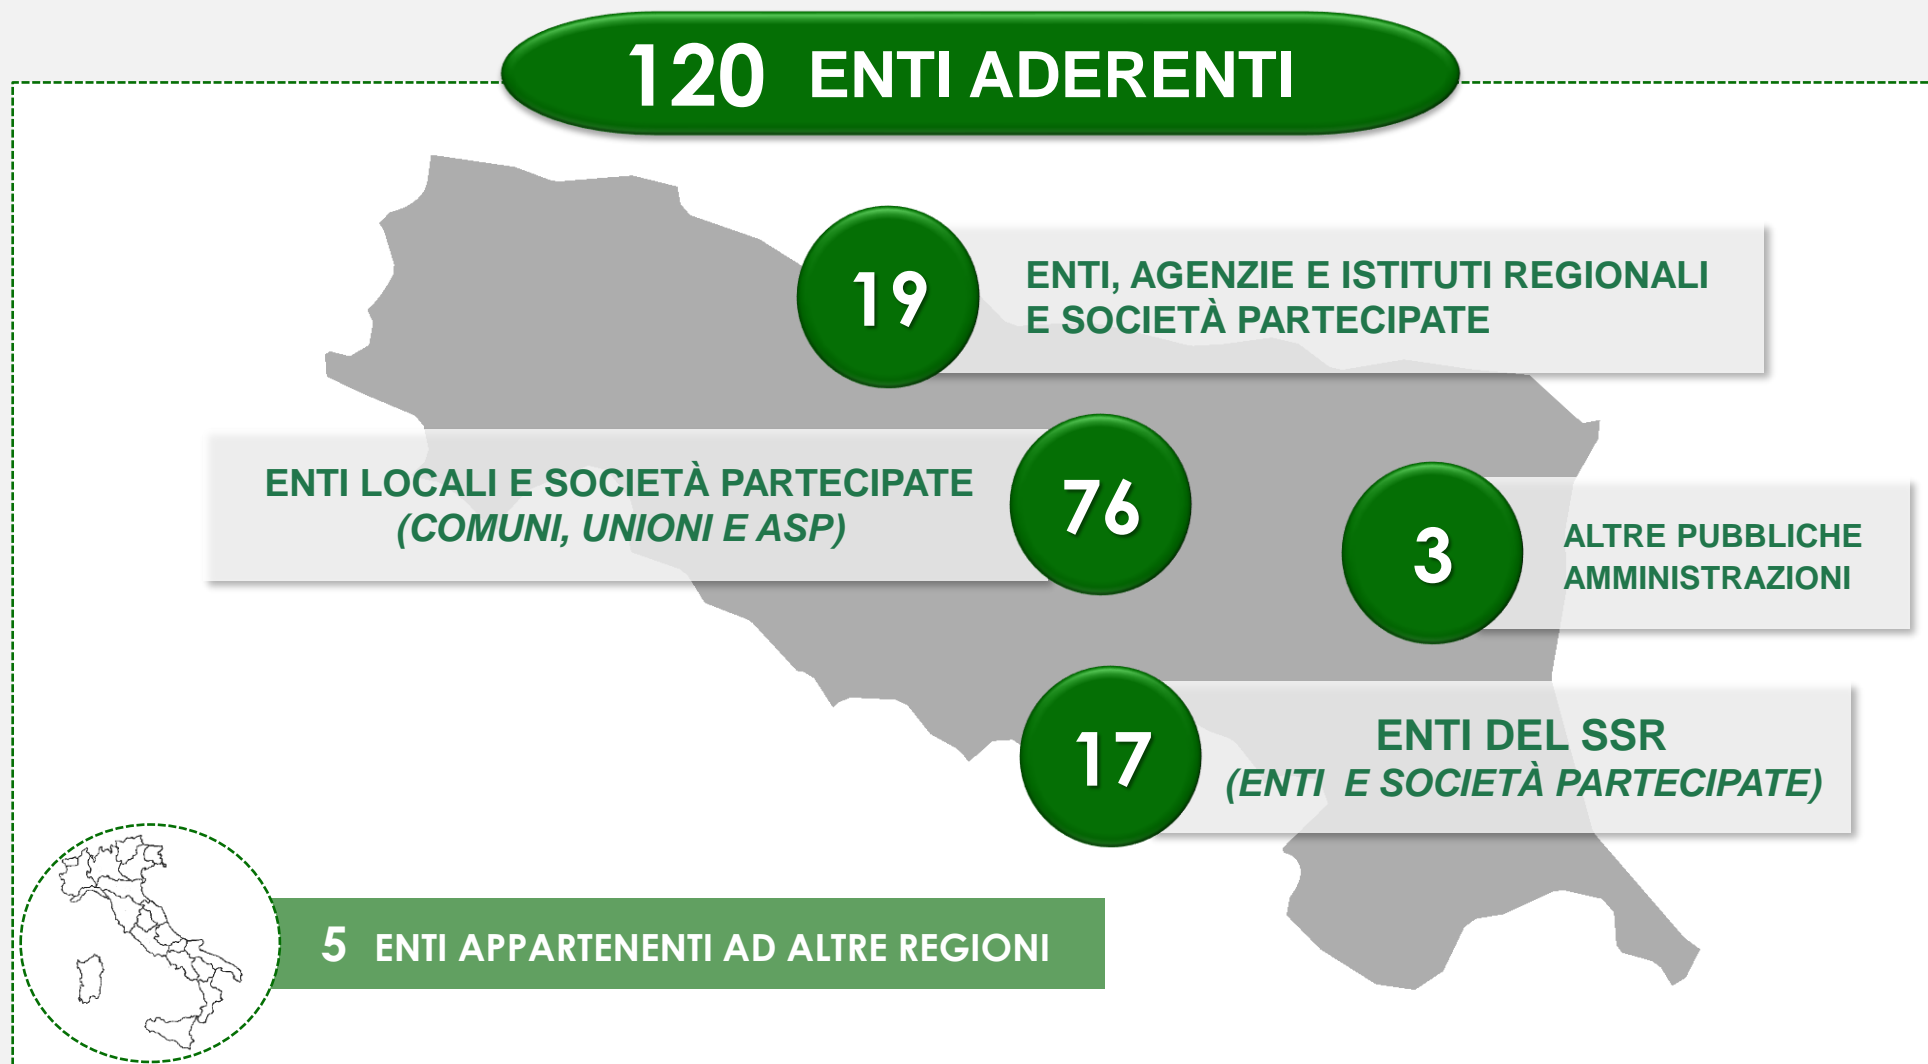 120 ENTI ADERENTI
19
ENTI, AGENZIE E ISTITUTI REGIONALI
E SOCIETÀ PARTECIPATE
ENTI LOCALI E SOCIETÀ PARTECIPATE
(COMUNI, UNIONI E ASP)
76
3
ALTRE PUBBLICHE
AMMINISTRAZIONI
17
ENTI DEL SSR
(ENTI E SOCIETÀ PARTECIPATE)
5 ENTI APPARTENENTI AD ALTRE REGIONI